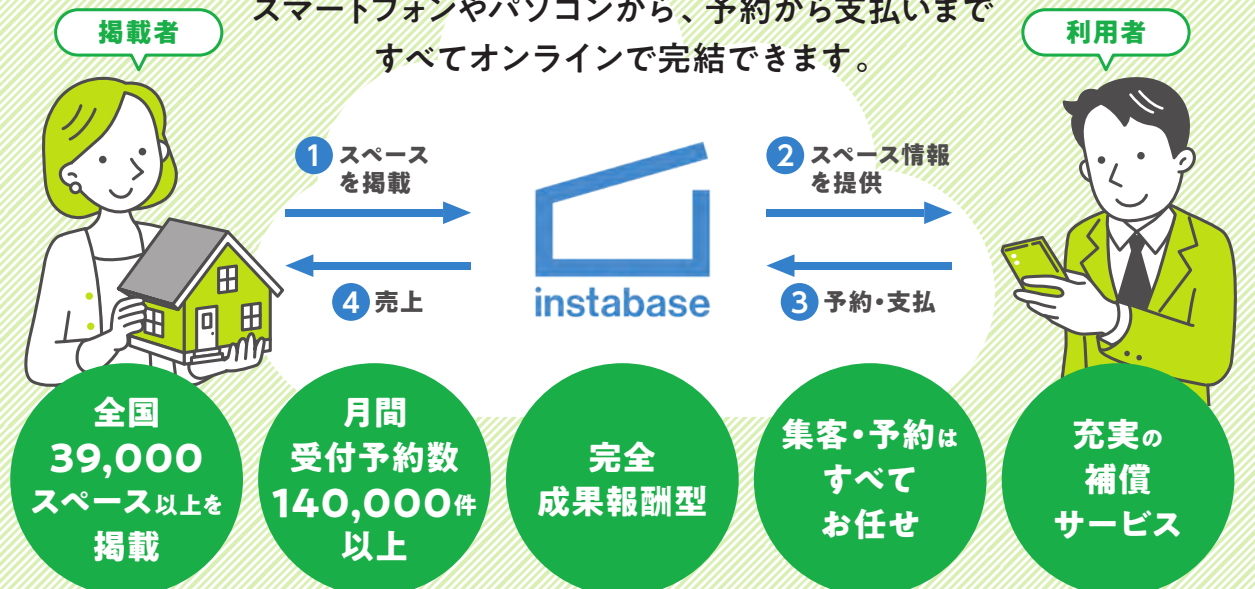 スマートフォンやパソコンから、予約から支払いまで
すべてオンラインで完結できます。
掲載者
利用者
1 スペース
を掲載
2 スペース情報
を提供
4 売上
3 予約・支払
instabase
全国
39,000
スペース以上を
掲載
月間
受付予約数
140,000件
以上
完全
成果報酬型
集客・予約は
すべて
お任せ
充実の
補償
サービス